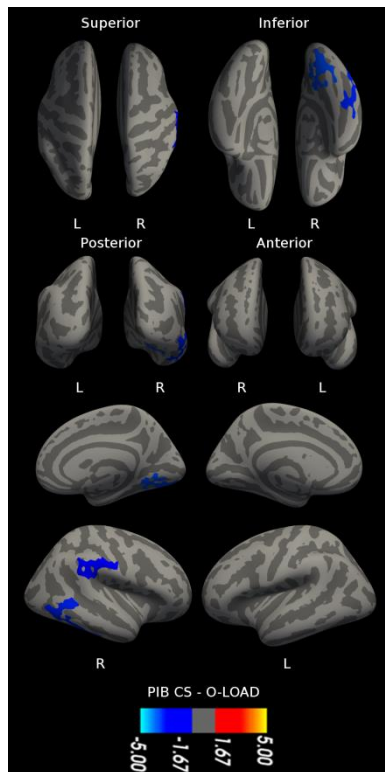 Superior Inferior
L R L R
Posterior Anterior
L R R L
R L
PIB CS - O-LOAD
-5.00 -1.67 1.67 5.00